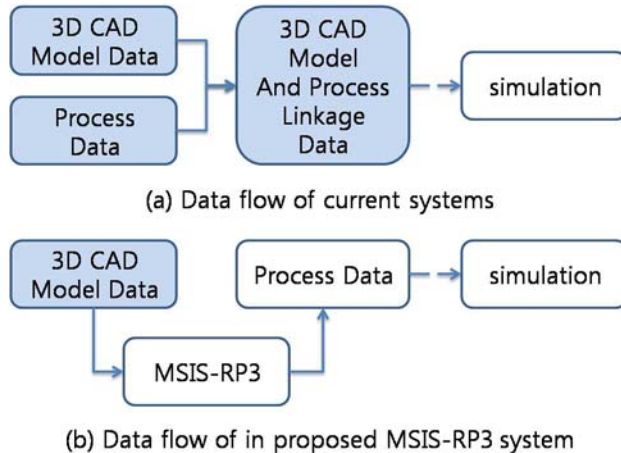 3D CAD
Model Data
Process
Data
3D CAD
Model
And Process
Linkage
Data
simulation
(a) Data flow of current systems
3D CAD
Model Data
MSIS-RP3
Process Data
simulation
(b) Data flow of in proposed MSIS-RP3 system